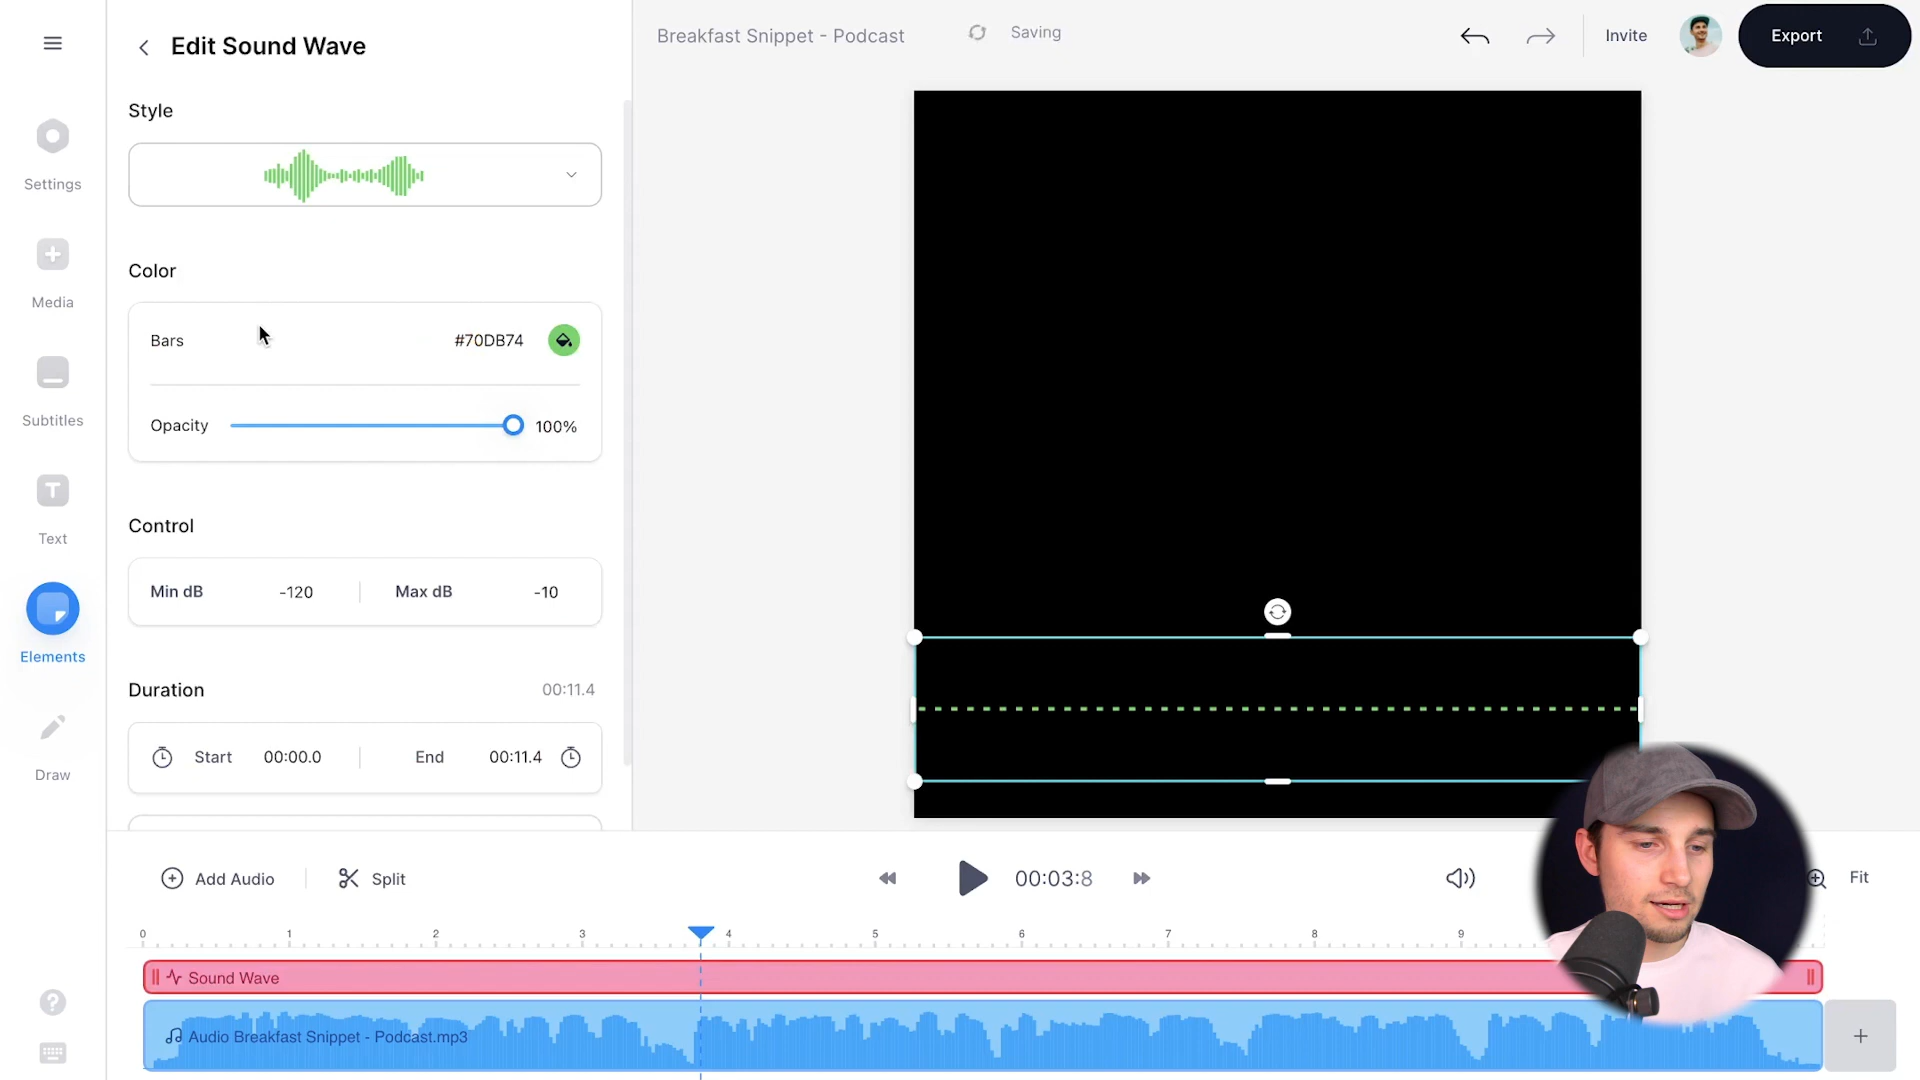 Edit Sound Wave
Breakfast Snippet - Podcast
Saving
Invite
Export
Style
Settings
Color
Media
Bars
#70DB74
Opacity
100%
Subtitles
Control
Text
Min dB
-120
Max dB
-10
Elements
Duration
00:11.4
Start
00:00.0
End
00:11.4
Draw
Add Audio
Split
00:03:8
Fit
0 1 2 3 4 5 6 7 8 9
Sound Wave
Audio Breakfast Snippet - Podcast.mp3